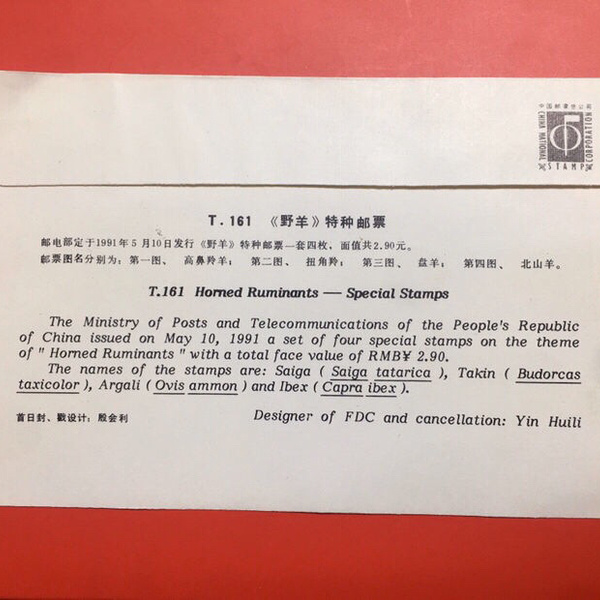 中国邮票总公司
CHINA NATIONAL STAMP CORPORATION
T.161 《野羊》特种邮票
邮电部定于1991年5月10日发行《野羊》特种邮票一套四枚，面值共2.90元。
邮票图名分别为：第一图、 高鼻羚羊； 第二图、 扭角羚； 第三图、 盘羊； 第四图、 北山羊。
T.161 Horned Ruminants — Special Stamps
The Ministry of Posts and Telecommunications of the People's Republic
of China issued on May 10, 1991 a set of four special stamps on the theme
of " Horned Ruminants " with a total face value of RMB¥ 2.90.
The names of the stamps are: Saiga ( Saiga tatarica ), Takin ( Budorcas
taxicolor ), Argali ( Ovis ammon ) and Ibex ( Capra ibex ).
首日封、戳设计：殷会利
Designer of FDC and cancellation: Yin Huili